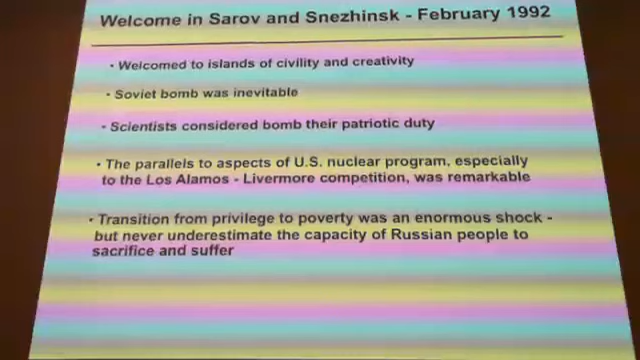 Welcome in Sarov and Snezhinsk - February 1992
• Welcomed to islands of civility and creativity
• Soviet bomb was inevitable
• Scientists considered bomb their patriotic duty
• The parallels to aspects of U.S. nuclear program, especially
to the Los Alamos - Livermore competition, was remarkable
• Transition from privilege to poverty was an enormous shock -
but never underestimate the capacity of Russian people to
sacrifice and suffer